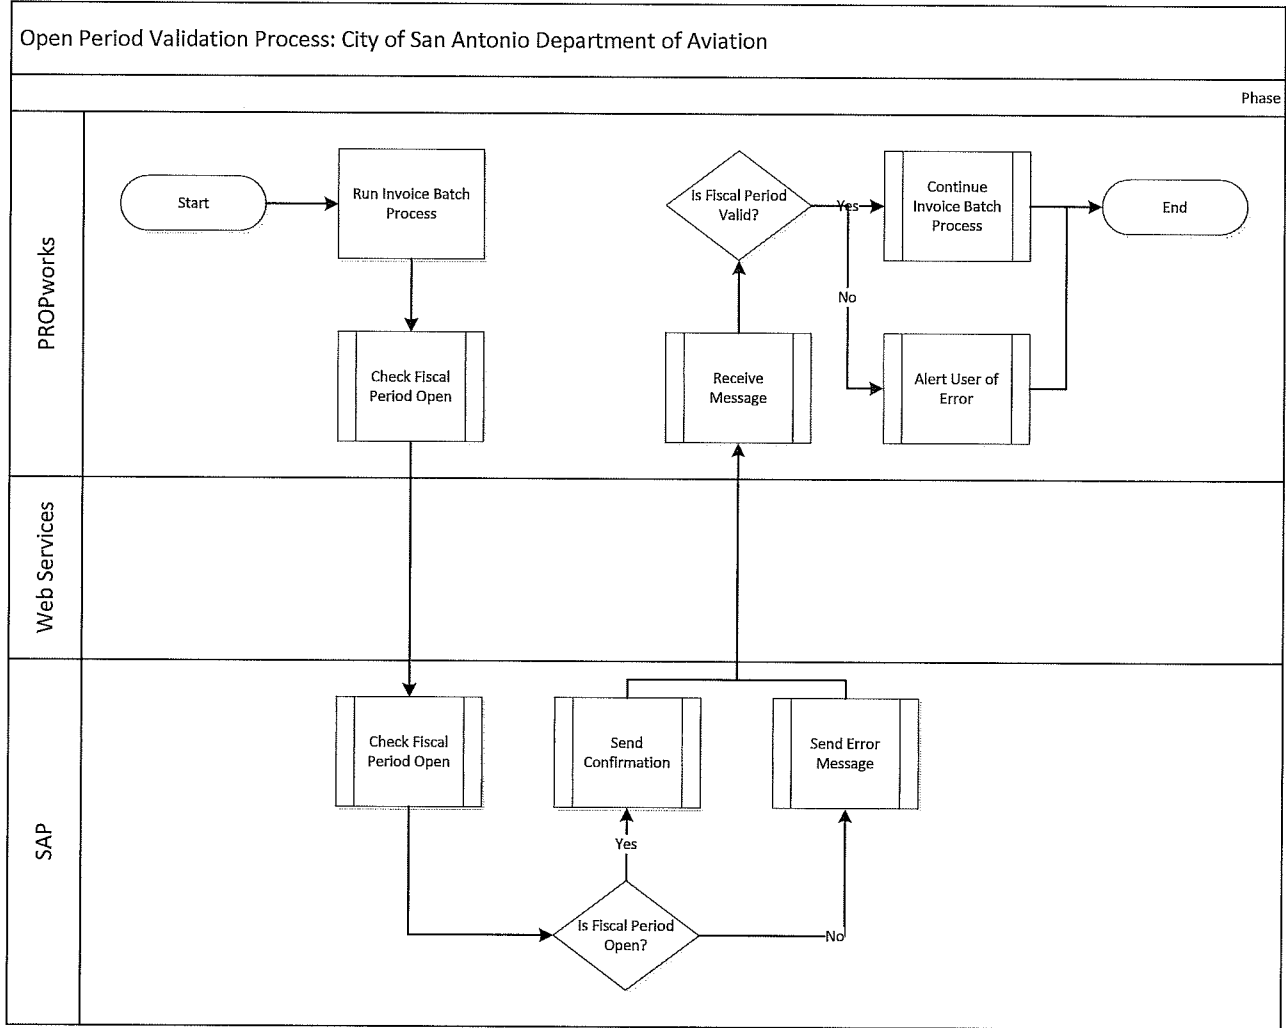 Open Period Validation Process: City of San Antonio Department of Aviation
Phase
PROPworks
Start
Run Invoice Batch
Process
Check Fiscal
Period Open
Is Fiscal Period
Valid?
Yes
No
Continue
Invoice Batch
Process
End
Receive
Message
Alert User of
Error
Web Services
SAP
Check Fiscal
Period Open
Send
Confirmation
Send Error
Message
Yes
Is Fiscal Period
Open?
No